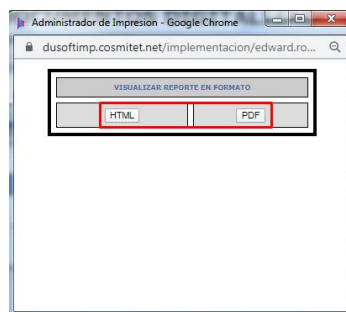 Administrador de Impresion - Google Chrome
dusoftimp.cosmitet.net/implementacion/edward.ro...
VISUALIZAR REPORTE EN FORMATO
HTML PDF